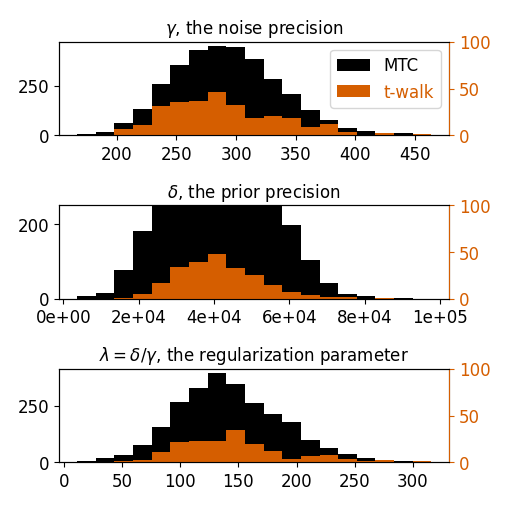 γ, the noise precision
250
0
100
50
0
MTC
t-walk
200 250 300 350 400 450
δ, the prior precision
200
0
100
50
0
0e+00 2e+04 4e+04 6e+04 8e+04 1e+05
λ = δ/γ, the regularization parameter
250
0
100
50
0
0 50 100 150 200 250 300